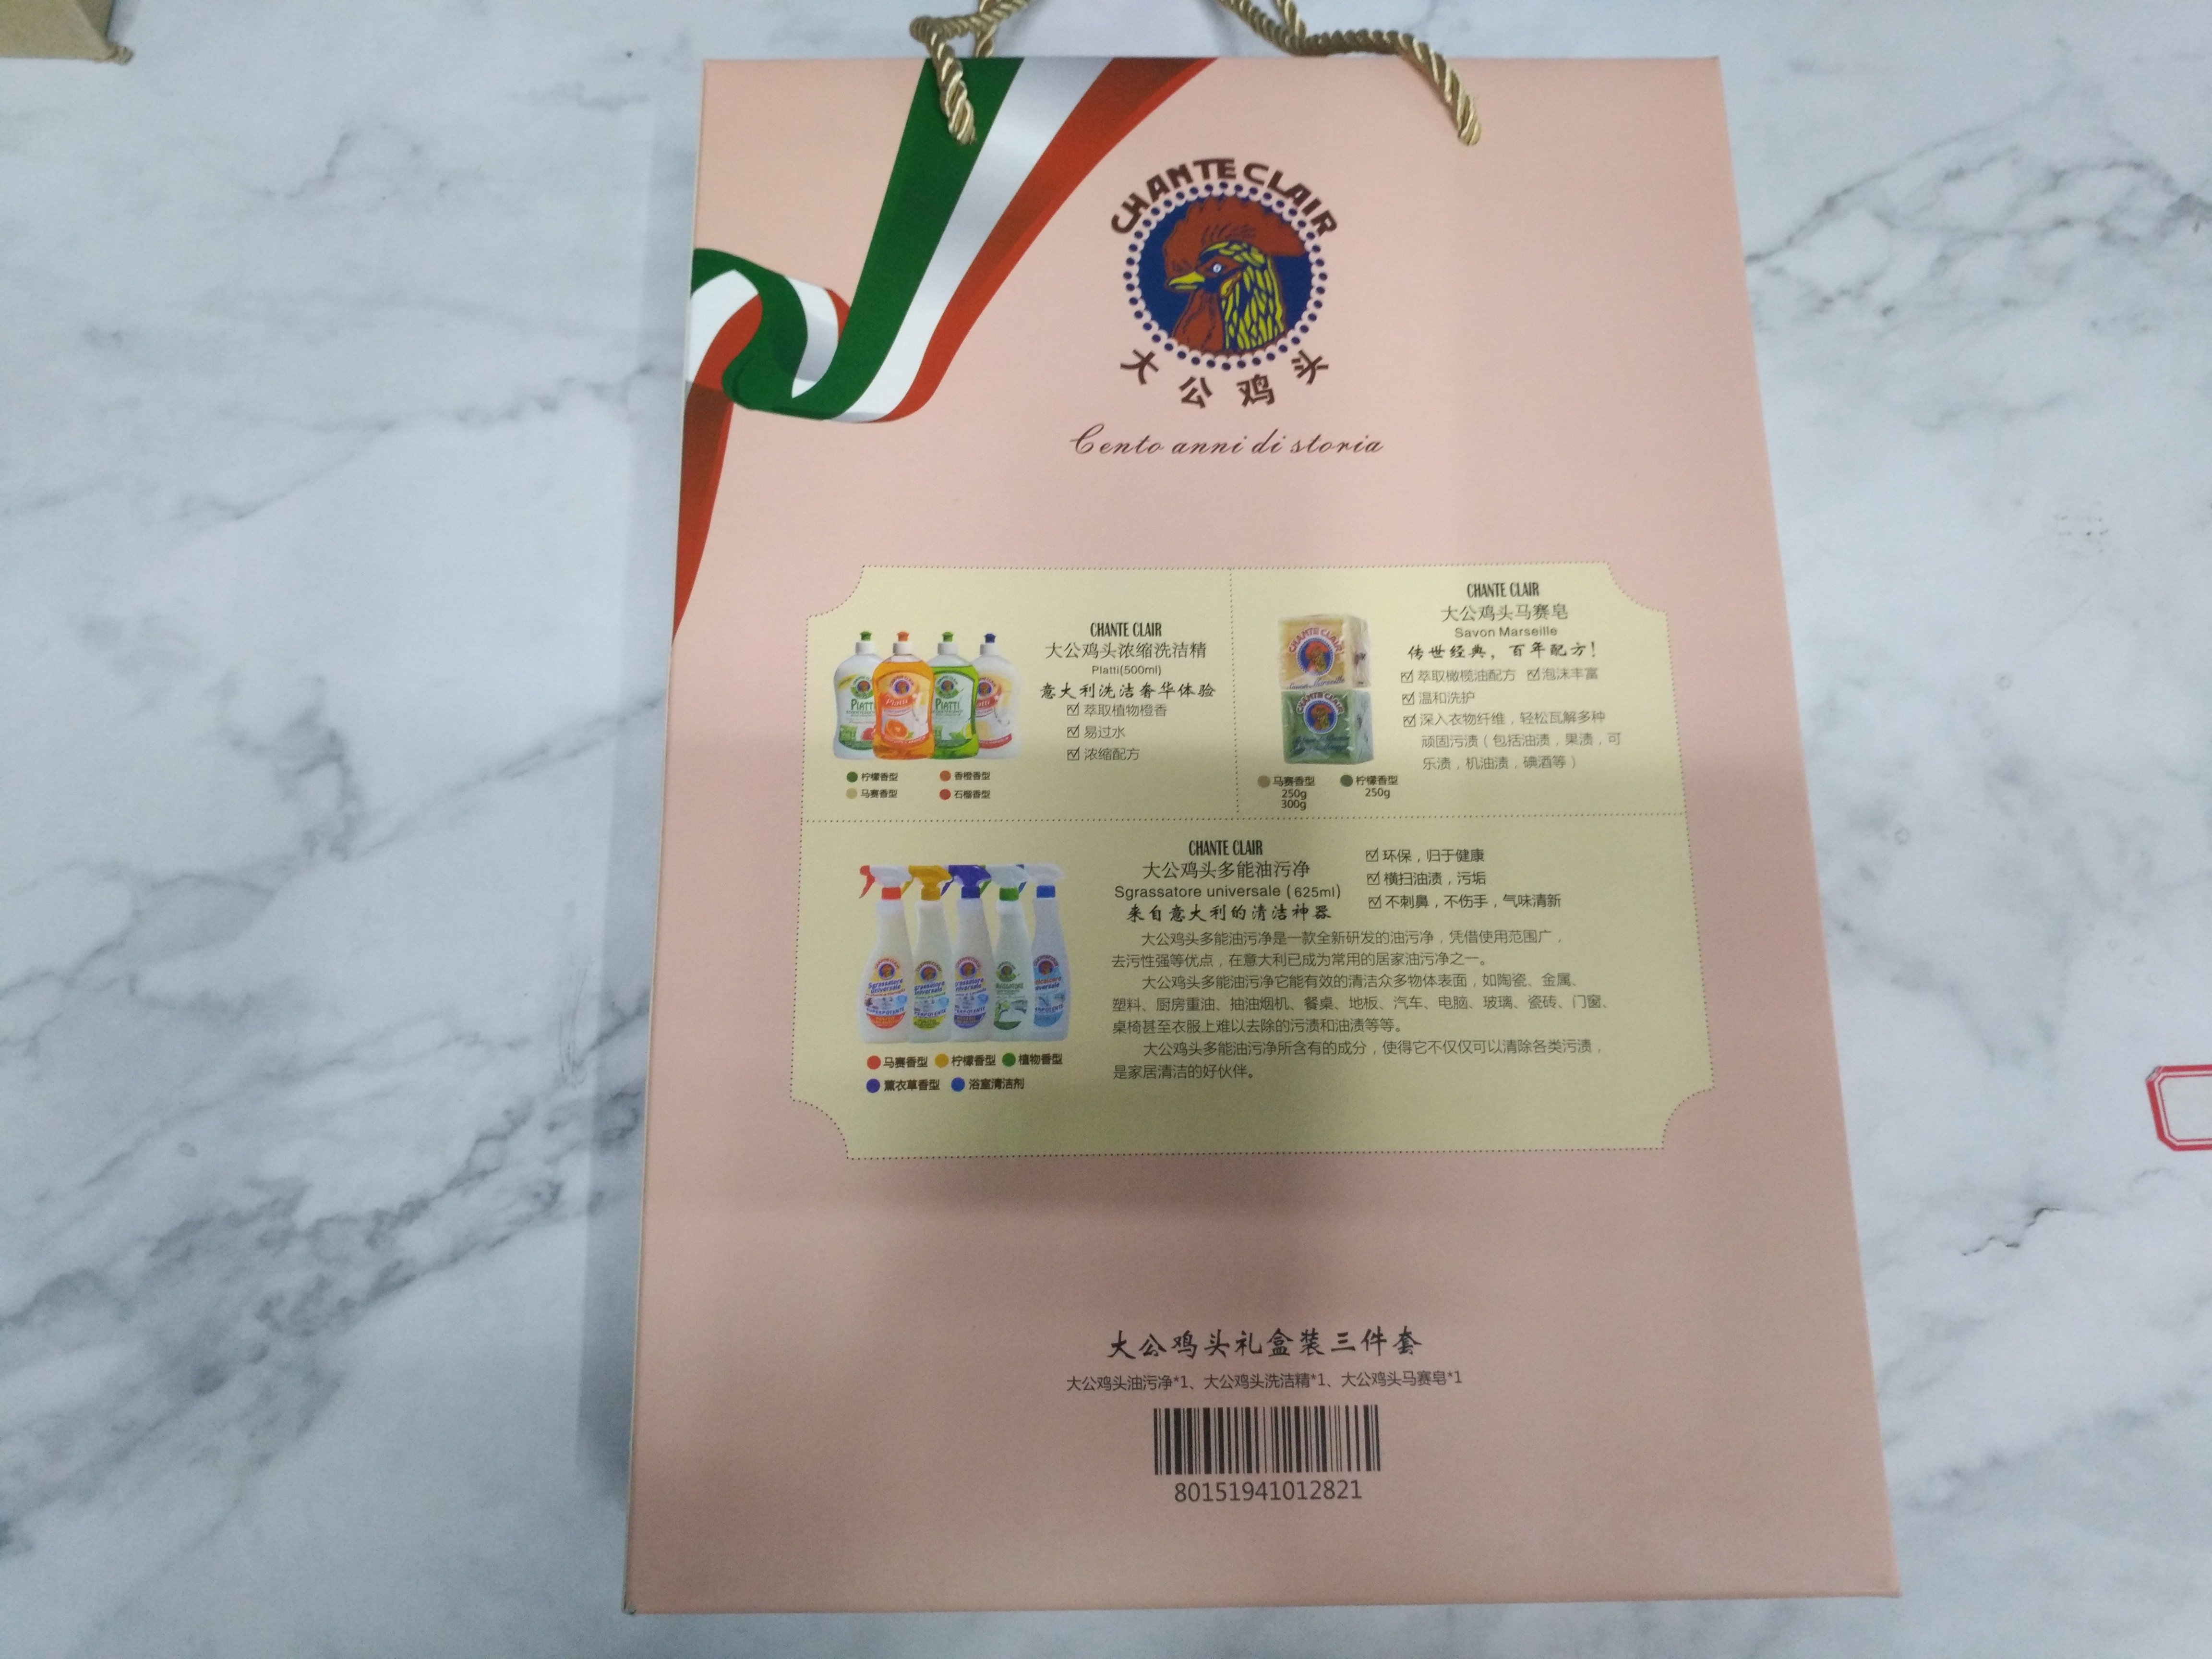 CHANTE CLAIR
大公鸡头
Cento anni di storia
CHANTE CLAIR
大公鸡头浓缩洗洁精
Piatti(500ml)
意大利洗洁奢华体验
萃取植物橙香
易过水
浓缩配方
柠檬香型
香橙香型
马赛香型
石榴香型
CHANTE CLAIR
大公鸡头马赛皂
Savon Marseille
传世经典，百年配方！
萃取橄榄油配方 泡沫丰富
温和洗护
深入衣物纤维，轻松瓦解多种
顽固污渍（包括油渍，果渍，可
乐渍，机油渍，碘酒等）
马赛香型 柠檬香型
250g 250g
300g
CHANTE CLAIR
大公鸡头多能油污净
Sgrassatore universale ( 625ml)
来自意大利的清洁神器
环保，归于健康
横扫油渍，污垢
不刺鼻，不伤手，气味清新
大公鸡头多能油污净是一款全新研发的油污净，凭借使用范围广，
去污性强等优点，在意大利已成为常用的居家油污净之一。
大公鸡头多能油污净它能有效的清洁众多物体表面，如陶瓷、金属、
塑料、厨房重油、抽油烟机、餐桌、地板、汽车、电脑、玻璃、瓷砖、门窗、
桌椅甚至衣服上难以去除的污渍和油渍等等。
大公鸡头多能油污净所含有的成分，使得它不仅仅可以清除各类污渍，
是家居清洁的好伙伴。
马赛香型 柠檬香型 植物香型
薰衣草香型 浴室清洁剂
大公鸡头礼盒装三件套
大公鸡头油污净*1、大公鸡头洗洁精*1、大公鸡头马赛皂*1
80151941012821